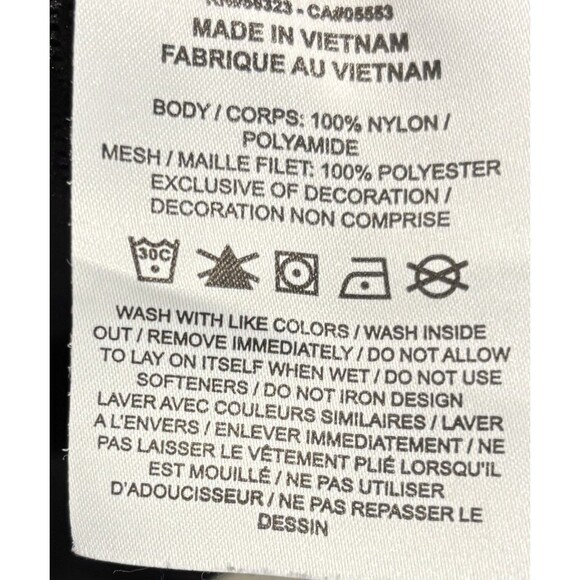 RN#56323 - CA#05553
MADE IN VIETNAM
FABRIQUE AU VIETNAM
BODY / CORPS: 100% NYLON /
POLYAMIDE
MESH / MAILLE FILET: 100% POLYESTER
EXCLUSIVE OF DECORATION /
DECORATION NON COMPRISE
30C
WASH WITH LIKE COLORS / WASH INSIDE
OUT / REMOVE IMMEDIATELY / DO NOT ALLOW
TO LAY ON ITSELF WHEN WET / DO NOT USE
SOFTENERS / DO NOT IRON DESIGN
LAVER AVEC COULEURS SIMILAIRES / LAVER
A L'ENVERS / ENLEVER IMMEDIATEMENT / NE
PAS LAISSER LE VÊTEMENT PLIÉ LORSQU'IL
EST MOUILLÉ / NE PAS UTILISER
D'ADOUCISSEUR / NE PAS REPASSER LE
DESSIN